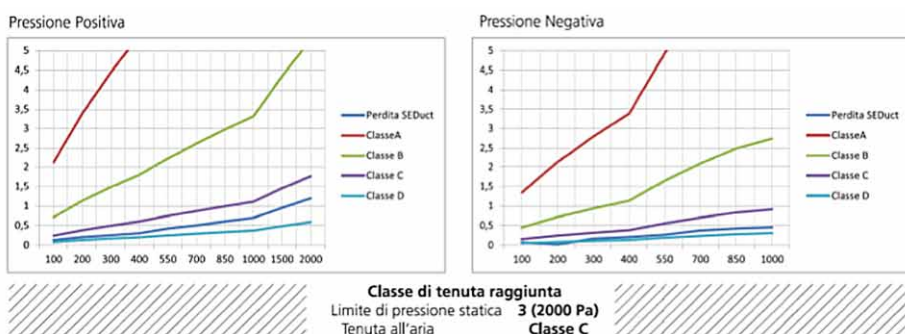 Pressione Positiva
5
4,5
4
3,5
3
2,5
2
1,5
1
0,5
0
100 200 300 400 550 700 850 1000 1500 2000
Perdita SEDuct
ClasseA
Classe B
Classe C
Classe D
Pressione Negativa
5
4,5
4
3,5
3
2,5
2
1,5
1
0,5
0
100 200 300 400 550 700 850 1000
Perdita SEDuct
ClasseA
Classe B
Classe C
Classe D
Classe di tenuta raggiunta
Limite di pressione statica 3 (2000 Pa)
Tenuta all'aria Classe C